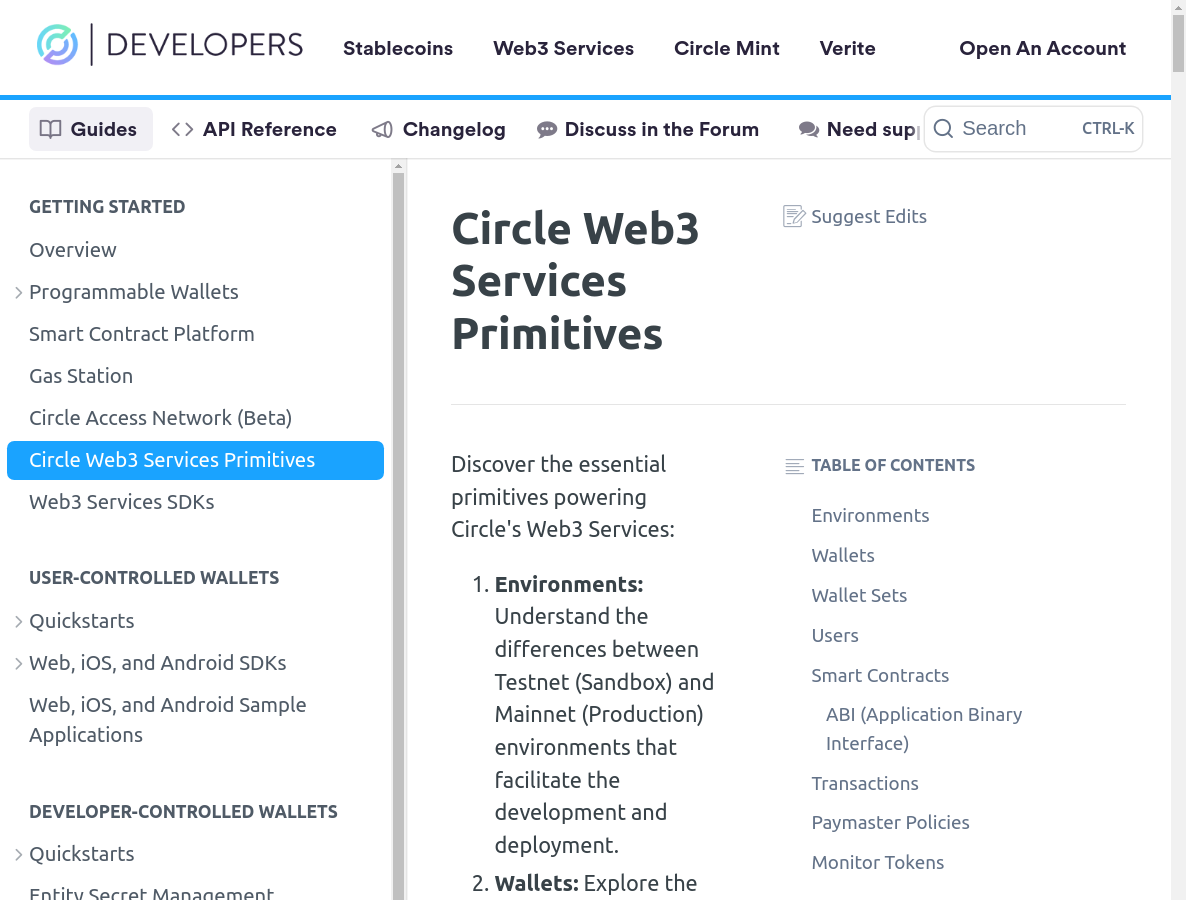 DEVELOPERS
Stablecoins
Web3 Services
Circle Mint
Verite
Open An Account
Guides
API Reference
Changelog
Discuss in the Forum
Need sup
Search
CTRL-K
GETTING STARTED
Overview
Programmable Wallets
Smart Contract Platform
Gas Station
Circle Access Network (Beta)
Circle Web3 Services Primitives
Web3 Services SDKs
USER-CONTROLLED WALLETS
Quickstarts
Web, iOS, and Android SDKs
Web, iOS, and Android Sample
Applications
DEVELOPER-CONTROLLED WALLETS
Quickstarts
Entity Secret Management
Circle Web3
Services
Primitives
Suggest Edits
Discover the essential
primitives powering
Circle's Web3 Services:
1. Environments:
Understand the
differences between
Testnet (Sandbox) and
Mainnet (Production)
environments that
facilitate the
development and
deployment.
2. Wallets: Explore the
TABLE OF CONTENTS
Environments
Wallets
Wallet Sets
Users
Smart Contracts
ABI (Application Binary
Interface)
Transactions
Paymaster Policies
Monitor Tokens